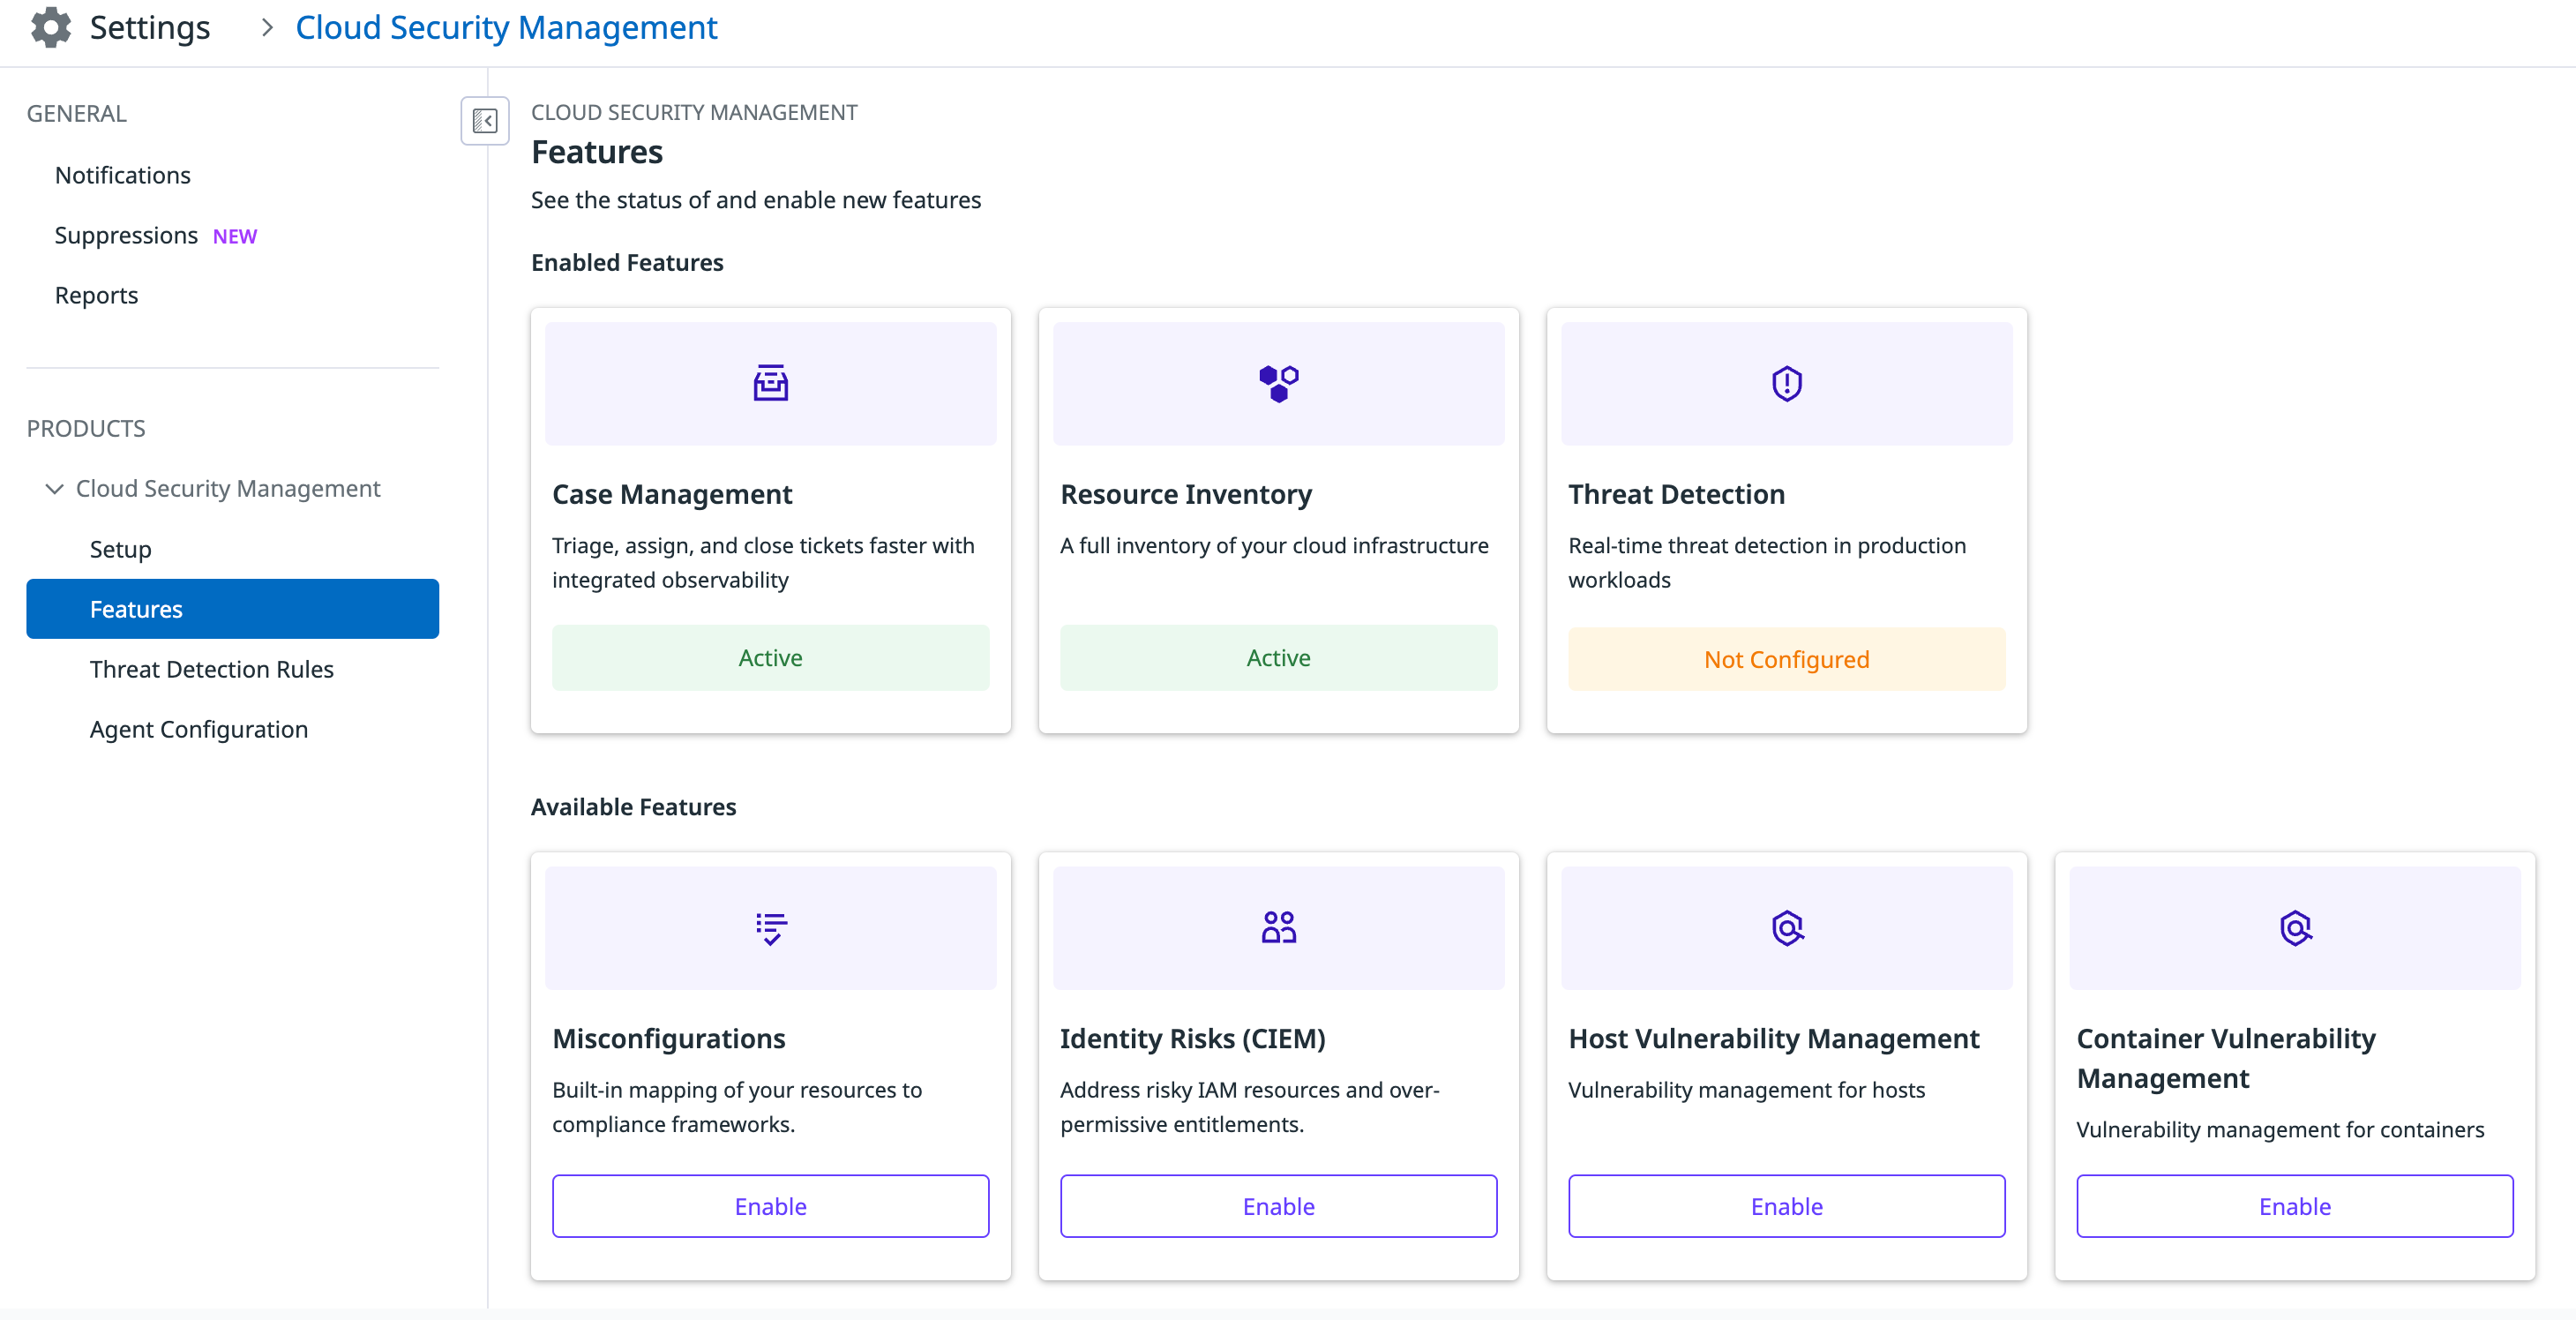 Settings > Cloud Security Management
GENERAL
Notifications
Suppressions NEW
Reports
PRODUCTS
Cloud Security Management
Setup
Features
Threat Detection Rules
Agent Configuration
CLOUD SECURITY MANAGEMENT
Features
See the status of and enable new features
Enabled Features
Case Management
Triage, assign, and close tickets faster with
integrated observability
Active
Resource Inventory
A full inventory of your cloud infrastructure
Active
Threat Detection
Real-time threat detection in production
workloads
Not Configured
Available Features
Misconfigurations
Built-in mapping of your resources to
compliance frameworks.
Enable
Identity Risks (CIEM)
Address risky IAM resources and over-
permissive entitlements.
Enable
Host Vulnerability Management
Vulnerability management for hosts
Enable
Container Vulnerability
Management
Vulnerability management for containers
Enable